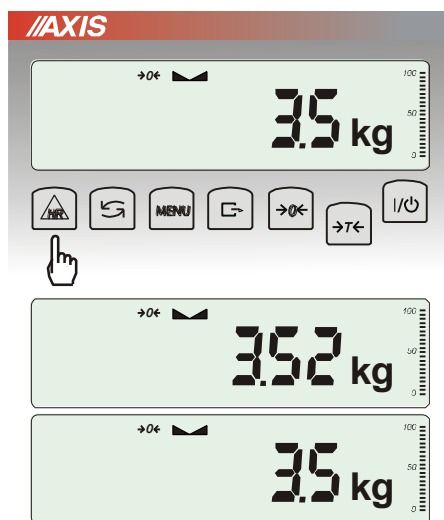 //AXIS
→0←
3.5 kg
100
50
0
HR
MENU
→0←
→T←
I/⏻
→0←
3.52 kg
100
50
0
→0←
3.5 kg
100
50
0